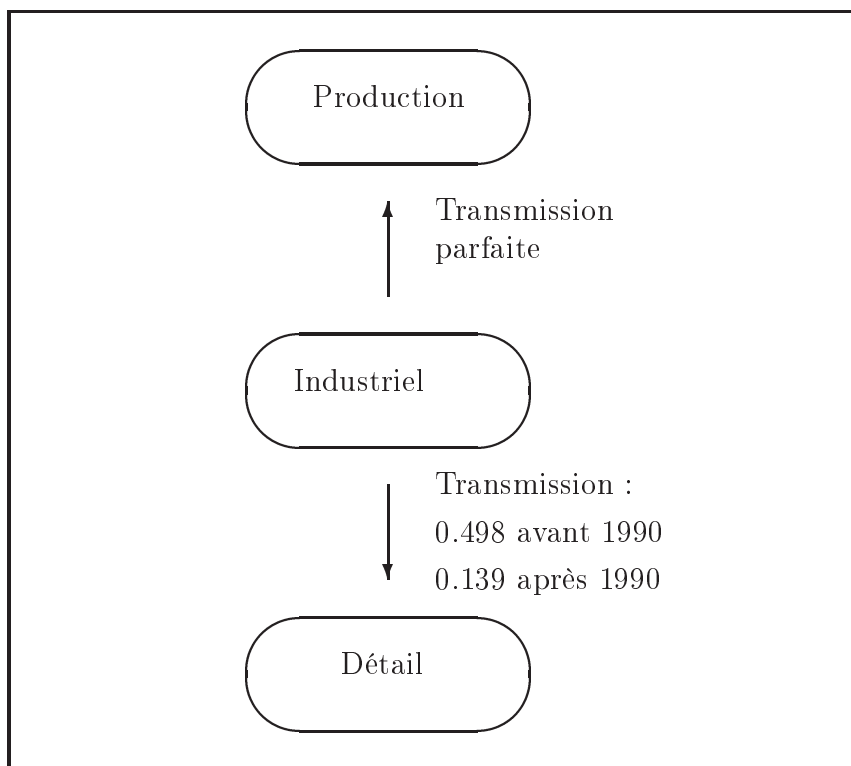 Production
Transmission
parfaite
Industriel
Transmission :
0.498 avant 1990
0.139 après 1990
Détail